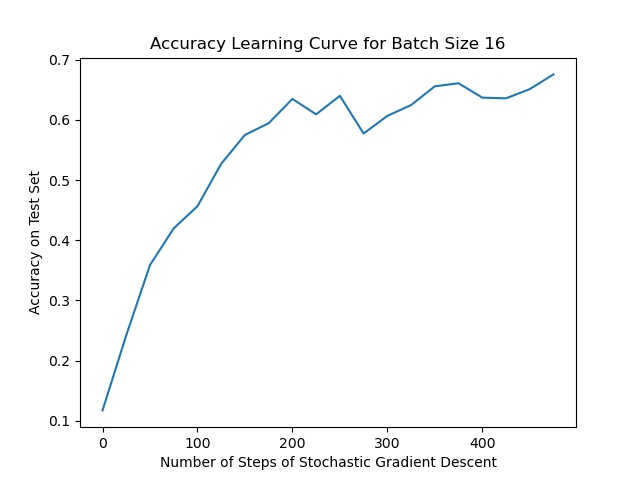 Accuracy Learning Curve for Batch Size 16
0.7
0.6
0.5
0.4
0.3
0.2
0.1
Accuracy on Test Set
0 100 200 300 400
Number of Steps of Stochastic Gradient Descent